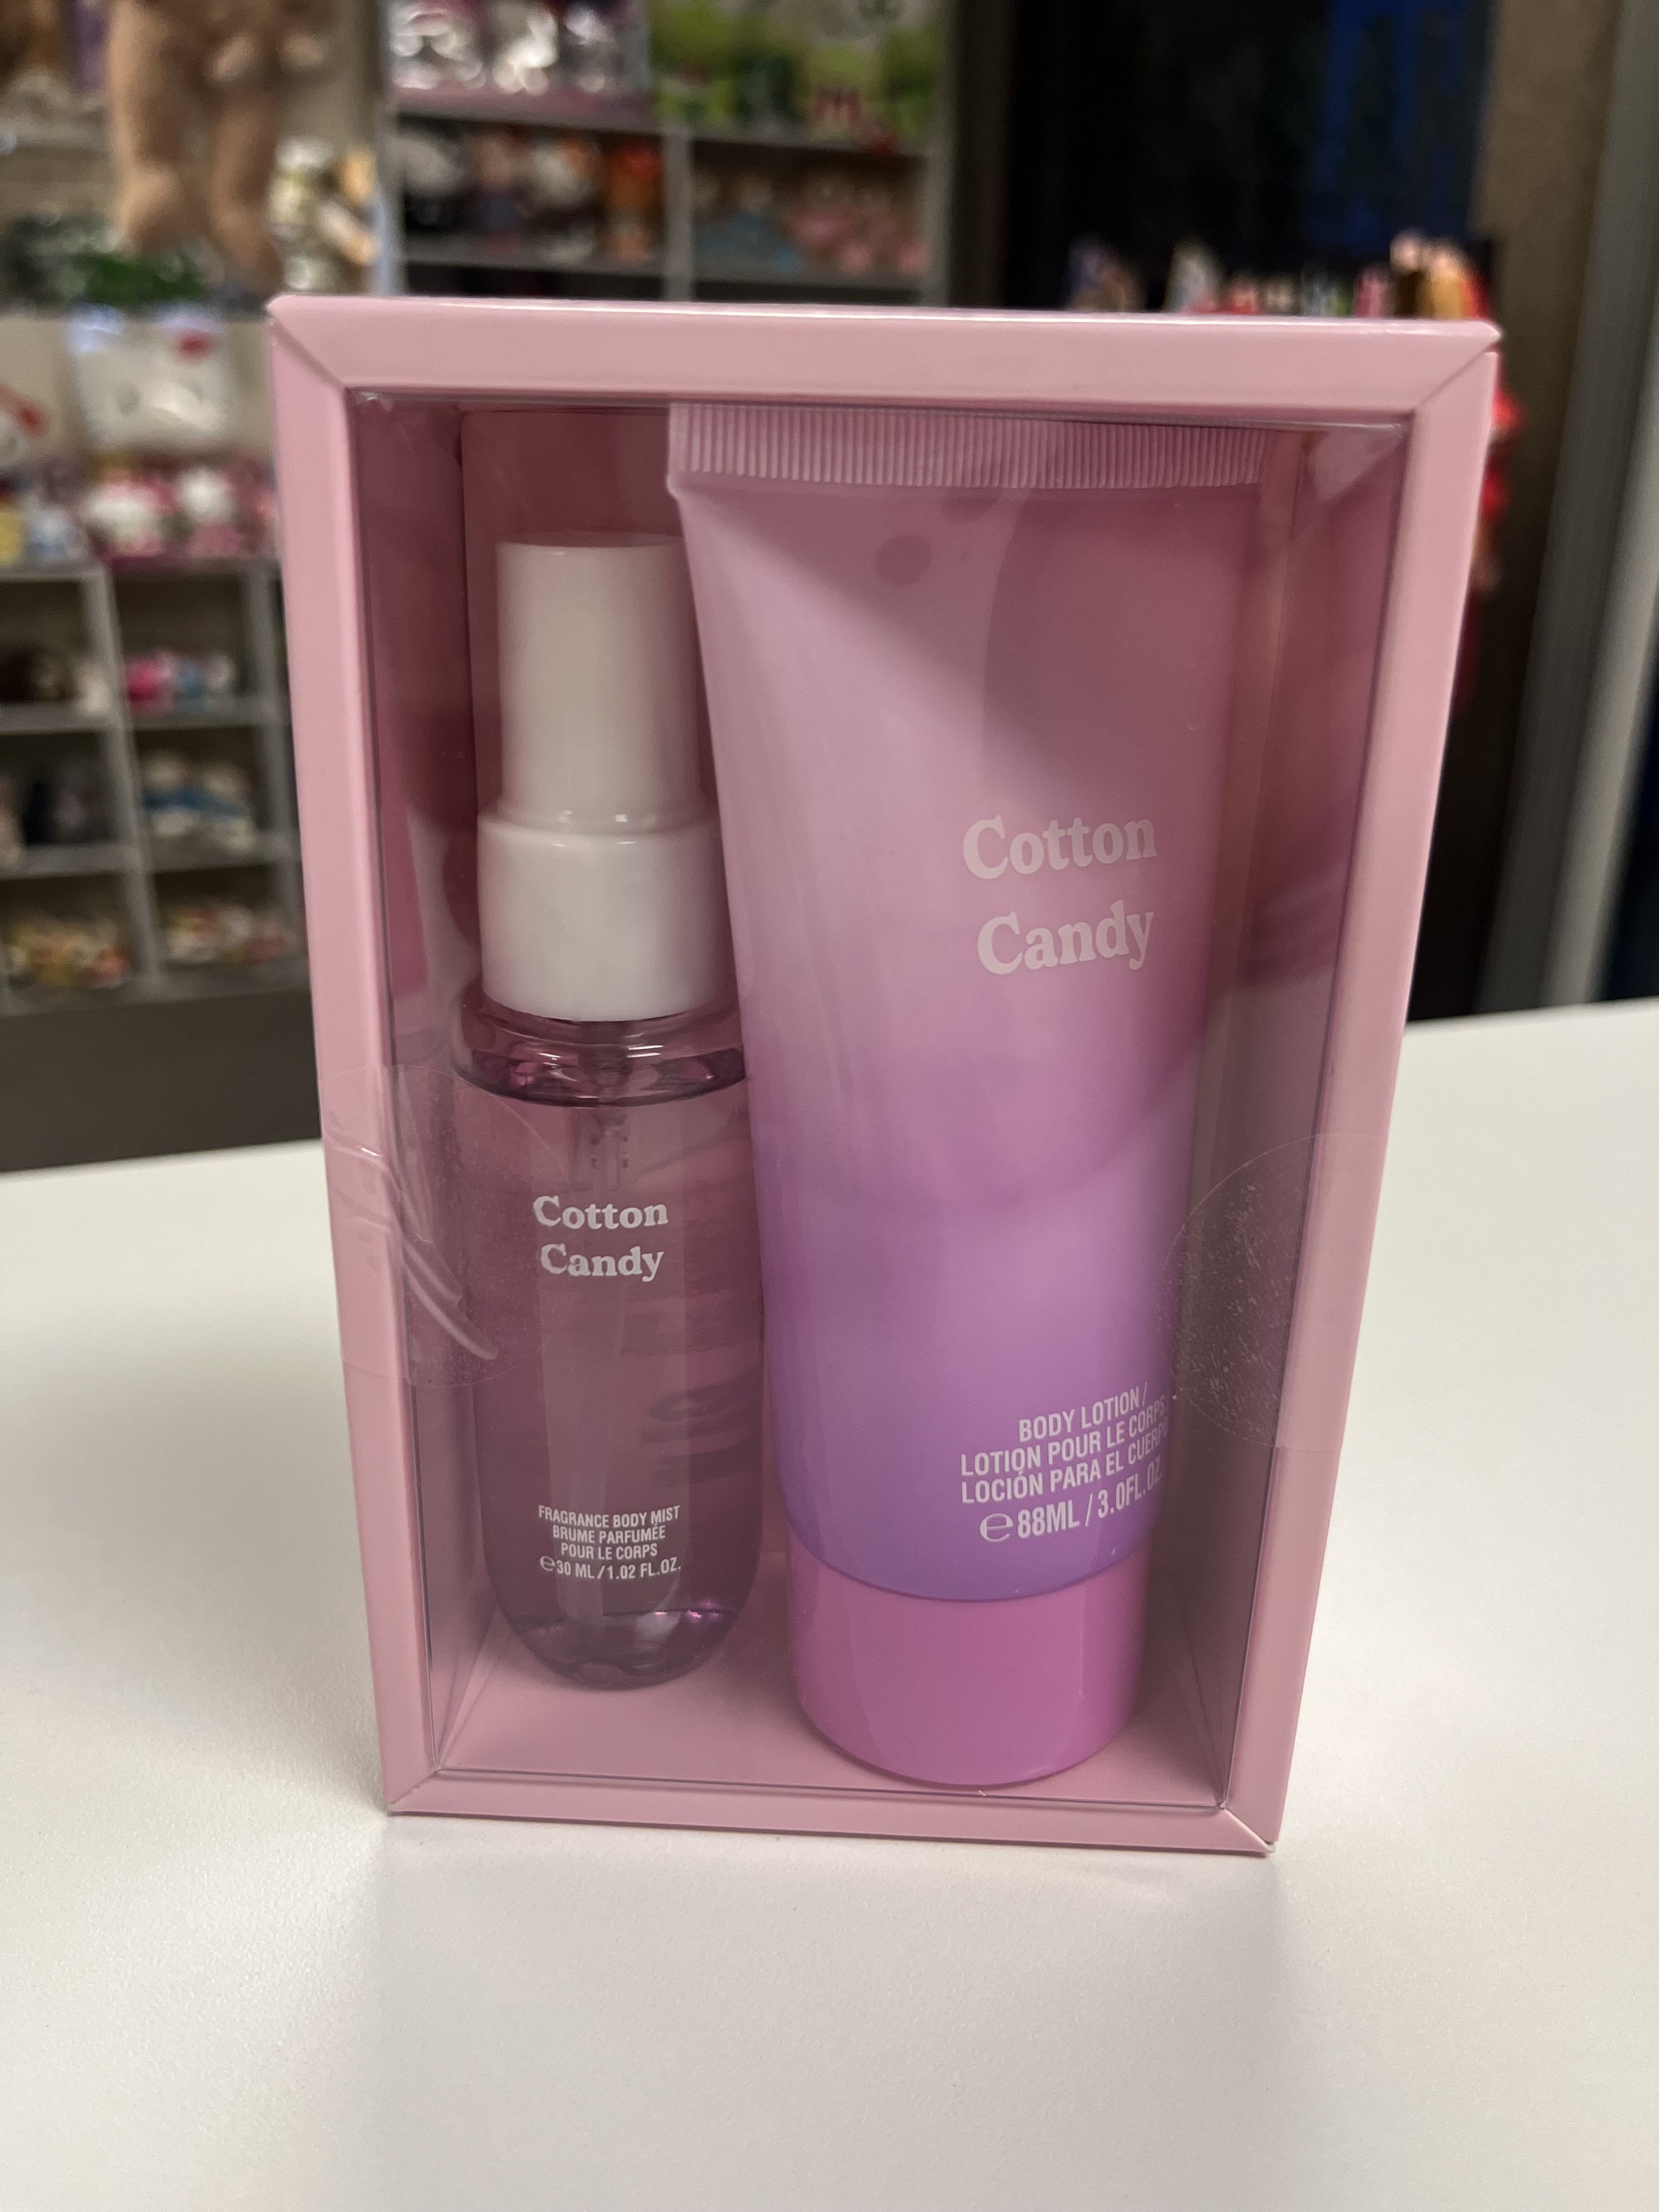 Cotton
Candy
FRAGRANCE BODY MIST
BRUME PARFUMÉE
POUR LE CORPS
℮30 ML/1.02 FL.OZ.
Cotton
Candy
BODY LOTION /
LOTION POUR LE CORPS
LOCIÓN PARA EL CUERPO
℮88ML / 3.0FL.OZ.